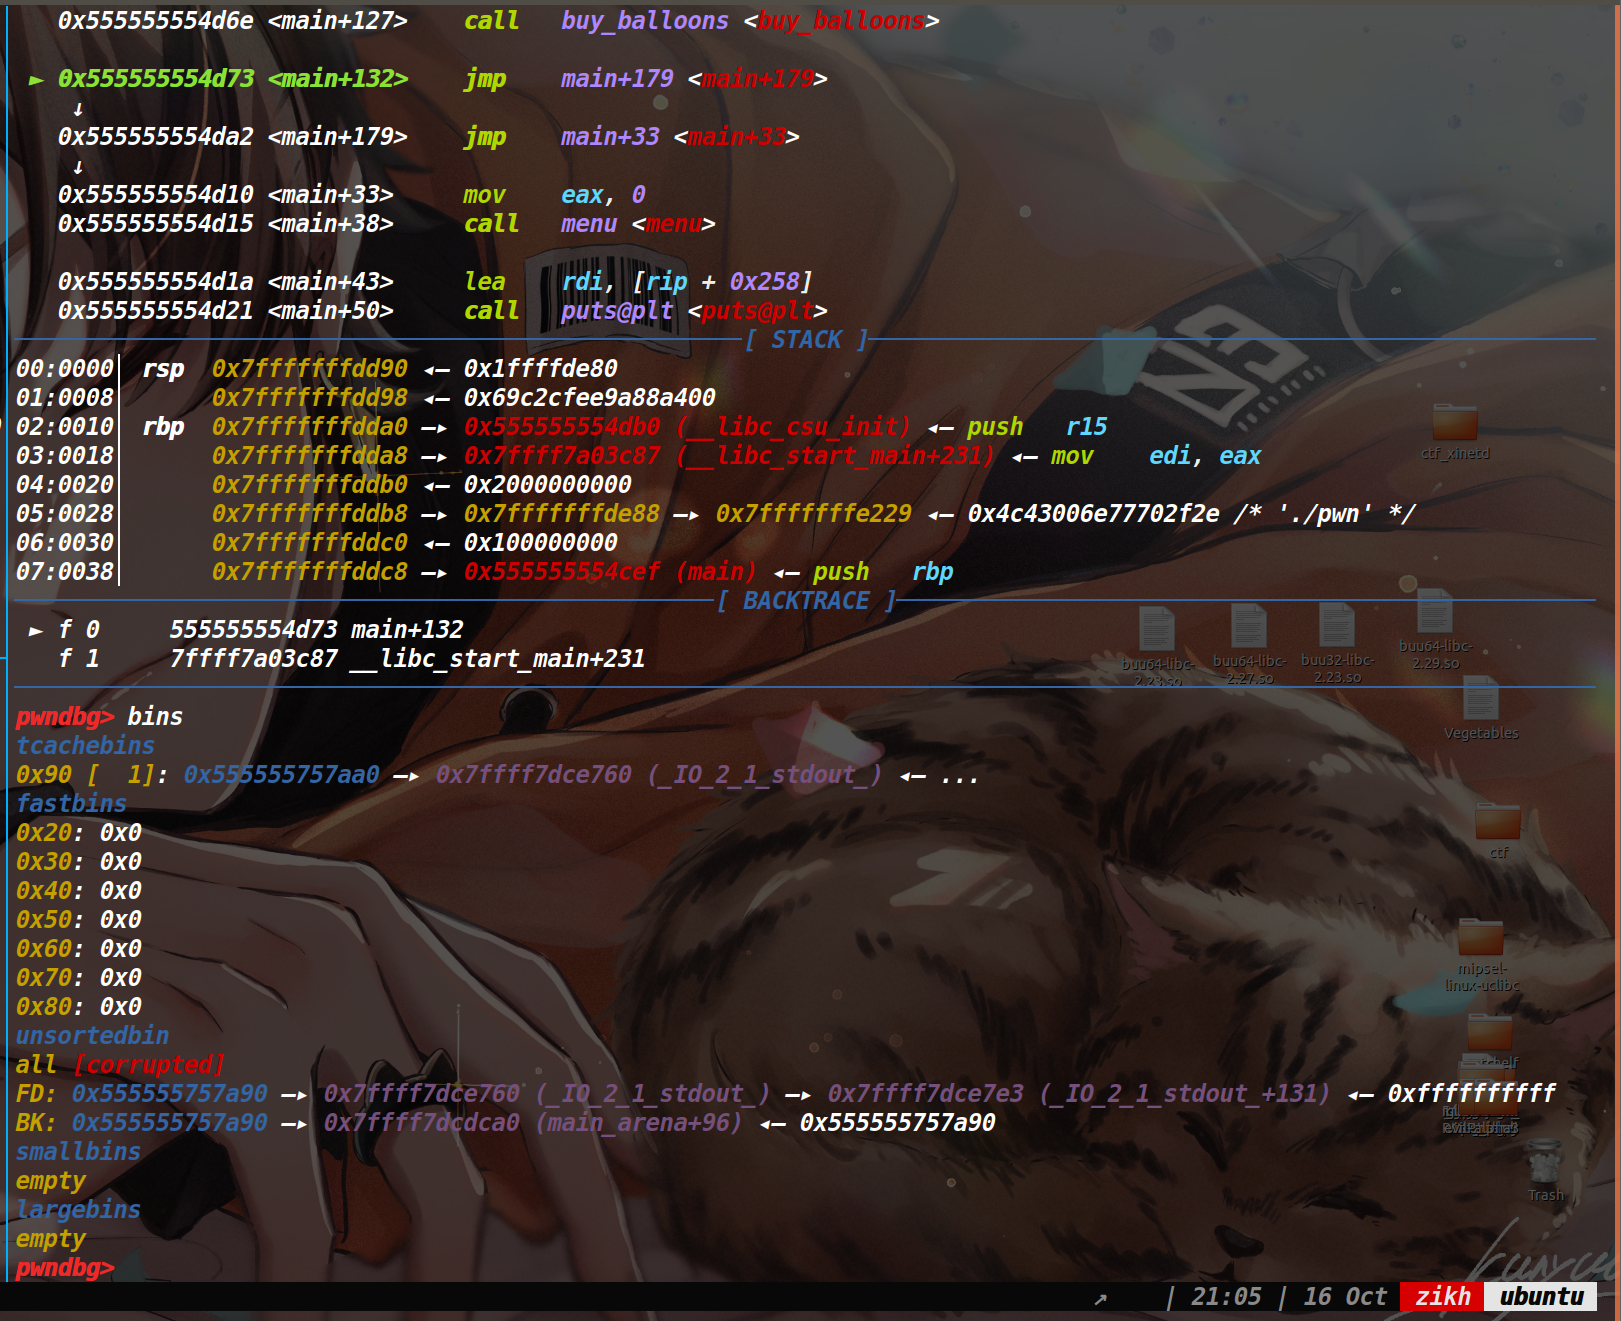 0x555555554d6e <main+127> call buy_balloons <buy_balloons>
► 0x555555554d73 <main+132> jmp main+179 <main+179>
↓
0x555555554da2 <main+179> jmp main+33 <main+33>
↓
0x555555554d10 <main+33> mov eax, 0
0x555555554d15 <main+38> call menu <menu>
0x555555554d1a <main+43> lea rdi, [rip + 0x258]
0x555555554d21 <main+50> call puts@plt <puts@plt>
[ STACK ]
00:0000│ rsp 0x7fffffffdd90 ◂— 0x1ffffde80
01:0008│ 0x7fffffffdd98 ◂— 0x69c2cfee9a88a400
02:0010│ rbp 0x7fffffffdda0 —▸ 0x555555554db0 (__libc_csu_init) ◂— push r15
03:0018│ 0x7fffffffdda8 —▸ 0x7ffff7a03c87 (__libc_start_main+231) ◂— mov edi, eax
04:0020│ 0x7fffffffddb0 ◂— 0x2000000000
05:0028│ 0x7fffffffddb8 —▸ 0x7fffffffde88 —▸ 0x7fffffffe229 ◂— 0x4c43006e77702f2e /* './pwn' */
06:0030│ 0x7fffffffddc0 ◂— 0x100000000
07:0038│ 0x7fffffffddc8 —▸ 0x555555554cef (main) ◂— push rbp
[ BACKTRACE ]
► f 0 555555554d73 main+132
f 1 7ffff7a03c87 __libc_start_main+231
pwndbg> bins
tcachebins
0x90 [ 1]: 0x555555757aa0 —▸ 0x7ffff7dce760 (_IO_2_1_stdout_) ◂— ...
fastbins
0x20: 0x0
0x30: 0x0
0x40: 0x0
0x50: 0x0
0x60: 0x0
0x70: 0x0
0x80: 0x0
unsortedbin
all [corrupted]
FD: 0x555555757a90 —▸ 0x7ffff7dce760 (_IO_2_1_stdout_) —▸ 0x7ffff7dce7e3 (_IO_2_1_stdout_+131) ◂— 0xffffffffff
BK: 0x555555757a90 —▸ 0x7ffff7dcdca0 (main_arena+96) ◂— 0x555555757a90
smallbins
empty
largebins
empty
pwndbg>
↗ | 21:05 | 16 Oct zikh ubuntu
ctf_xinetd
buu64-libc-
2.23.so
buu64-libc-
2.27.so
buu32-libc-
2.23.so
buu64-libc-
2.29.so
Vegetables
ctf
mipsel-
linux-uclibc
Trash